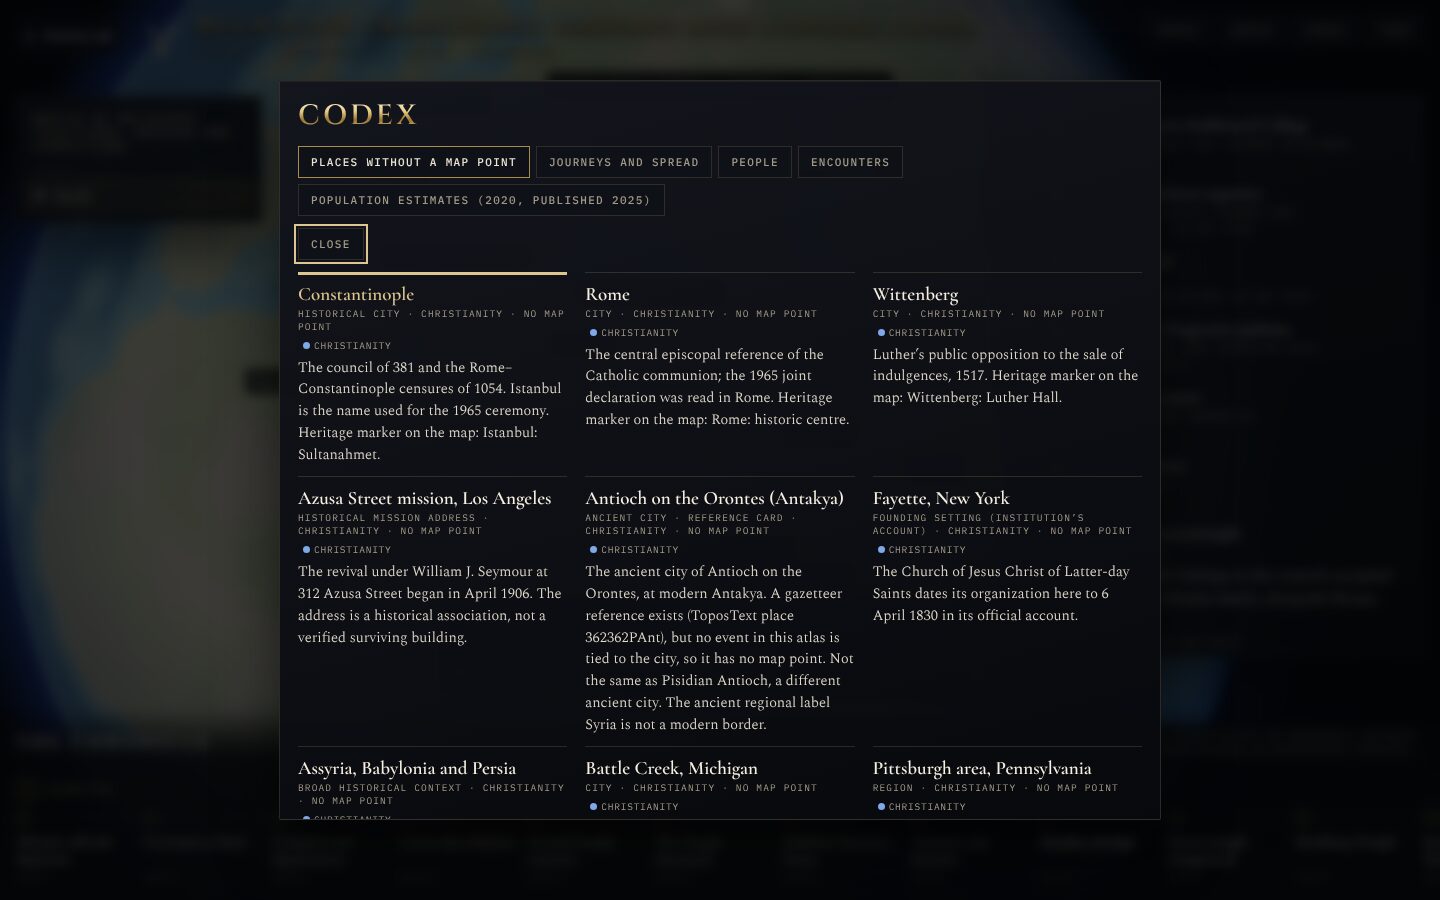 CODEX
PLACES WITHOUT A MAP POINT
JOURNEYS AND SPREAD
PEOPLE
ENCOUNTERS
POPULATION ESTIMATES (2020, PUBLISHED 2025)
CLOSE
Constantinople
HISTORICAL CITY · CHRISTIANITY · NO MAP
POINT
CHRISTIANITY
The council of 381 and the Rome–
Constantinople censures of 1054. Istanbul
is the name used for the 1965 ceremony.
Heritage marker on the map: Istanbul:
Sultanahmet.
Rome
CITY · CHRISTIANITY · NO MAP POINT
CHRISTIANITY
The central episcopal reference of the
Catholic communion; the 1965 joint
declaration was read in Rome. Heritage
marker on the map: Rome: historic centre.
Wittenberg
CITY · CHRISTIANITY · NO MAP POINT
CHRISTIANITY
Luther’s public opposition to the sale of
indulgences, 1517. Heritage marker on the
map: Wittenberg: Luther Hall.
Azusa Street mission, Los Angeles
HISTORICAL MISSION ADDRESS ·
CHRISTIANITY · NO MAP POINT
CHRISTIANITY
The revival under William J. Seymour at
312 Azusa Street began in April 1906. The
address is a historical association, not a
verified surviving building.
Antioch on the Orontes (Antakya)
ANCIENT CITY · REFERENCE CARD ·
CHRISTIANITY · NO MAP POINT
CHRISTIANITY
The ancient city of Antioch on the
Orontes, at modern Antakya. A gazetteer
reference exists (ToposText place
362362PAnt), but no event in this atlas is
tied to the city, so it has no map point. Not
the same as Pisidian Antioch, a different
ancient city. The ancient regional label
Syria is not a modern border.
Fayette, New York
FOUNDING SETTING (INSTITUTION’S
ACCOUNT) · CHRISTIANITY · NO MAP POINT
CHRISTIANITY
The Church of Jesus Christ of Latter-day
Saints dates its organization here to 6
April 1830 in its official account.
Assyria, Babylonia and Persia
BROAD HISTORICAL CONTEXT · CHRISTIANITY
· NO MAP POINT
CHRISTIANITY
Battle Creek, Michigan
CITY · CHRISTIANITY · NO MAP POINT
CHRISTIANITY
Pittsburgh area, Pennsylvania
REGION · CHRISTIANITY · NO MAP POINT
CHRISTIANITY